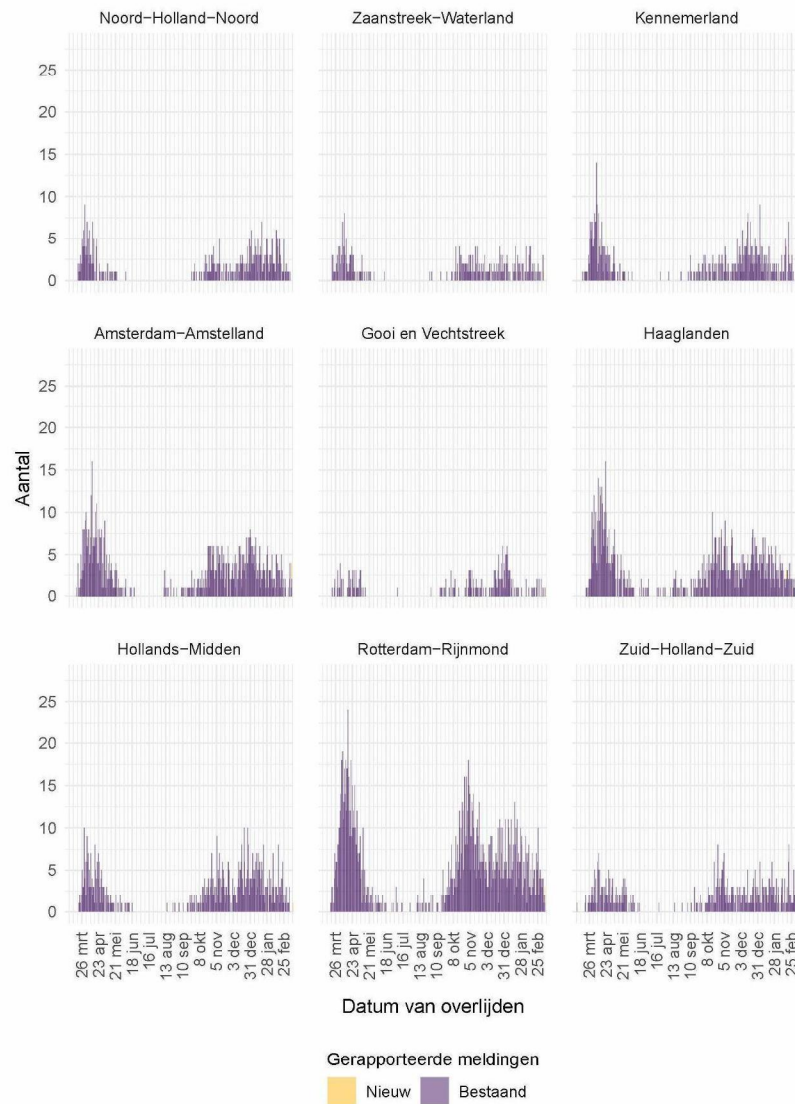 Noord-Holland-Noord Zaanstreek-Waterland Kennemerland
25
20
15
10
5
0
Amsterdam-Amstelland Gooi en Vechtstreek Haaglanden
25
20
15
10
5
0
Aantal
Hollands-Midden Rotterdam-Rijnmond Zuid-Holland-Zuid
25
20
15
10
5
0
26 mrt
23 apr
21 mei
18 jun
16 jul
13 aug
10 sep
8 okt
5 nov
3 dec
31 dec
28 jan
25 feb
26 mrt
23 apr
21 mei
18 jun
16 jul
13 aug
10 sep
8 okt
5 nov
3 dec
31 dec
28 jan
25 feb
26 mrt
23 apr
21 mei
18 jun
16 jul
13 aug
10 sep
8 okt
5 nov
3 dec
31 dec
28 jan
25 feb
Datum van overlijden
Gerapporteerde meldingen
Nieuw Bestaand